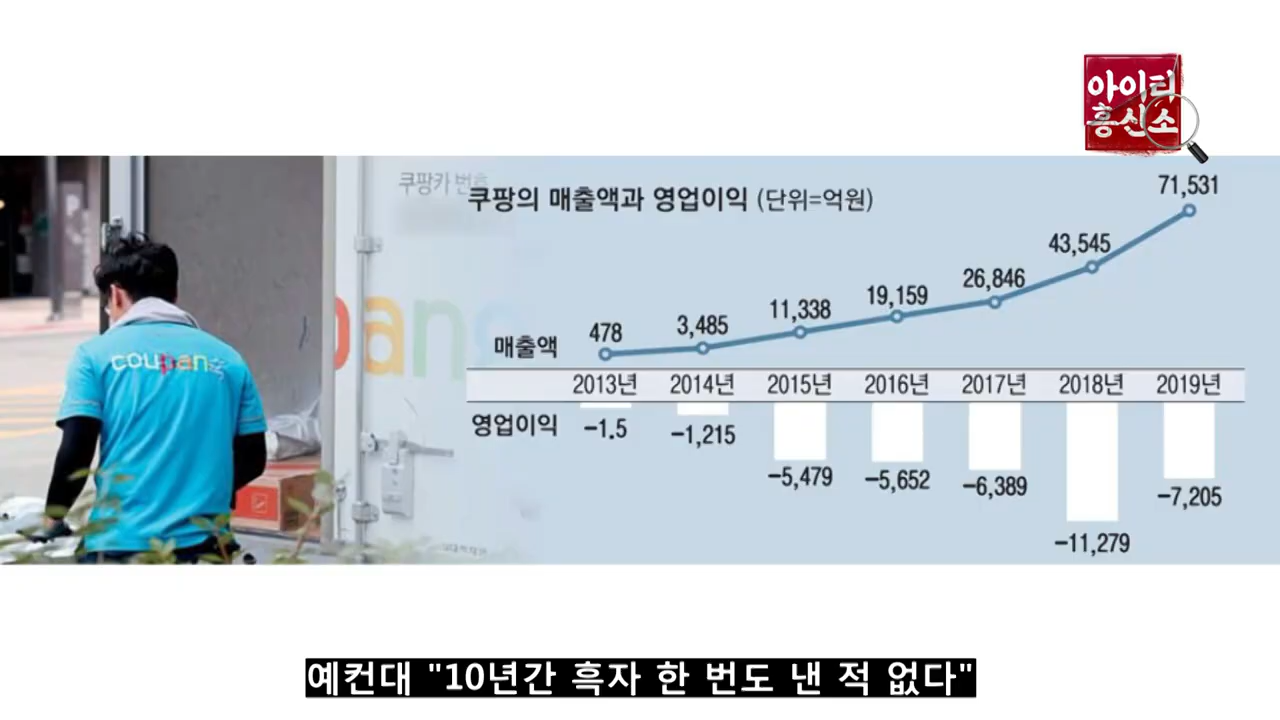 아이티
흥신소
쿠팡카 번호
쿠팡의 매출액과 영업이익 (단위=억원)
71,531
43,545
26,846
19,159
11,338
3,485
478
매출액
2013년 2014년 2015년 2016년 2017년 2018년 2019년
영업이익
-1.5
-1,215
-5,479
-5,652
-6,389
-11,279
-7,205
coupang
pang
예컨대 "10년간 흑자 한 번도 낸 적 없다"